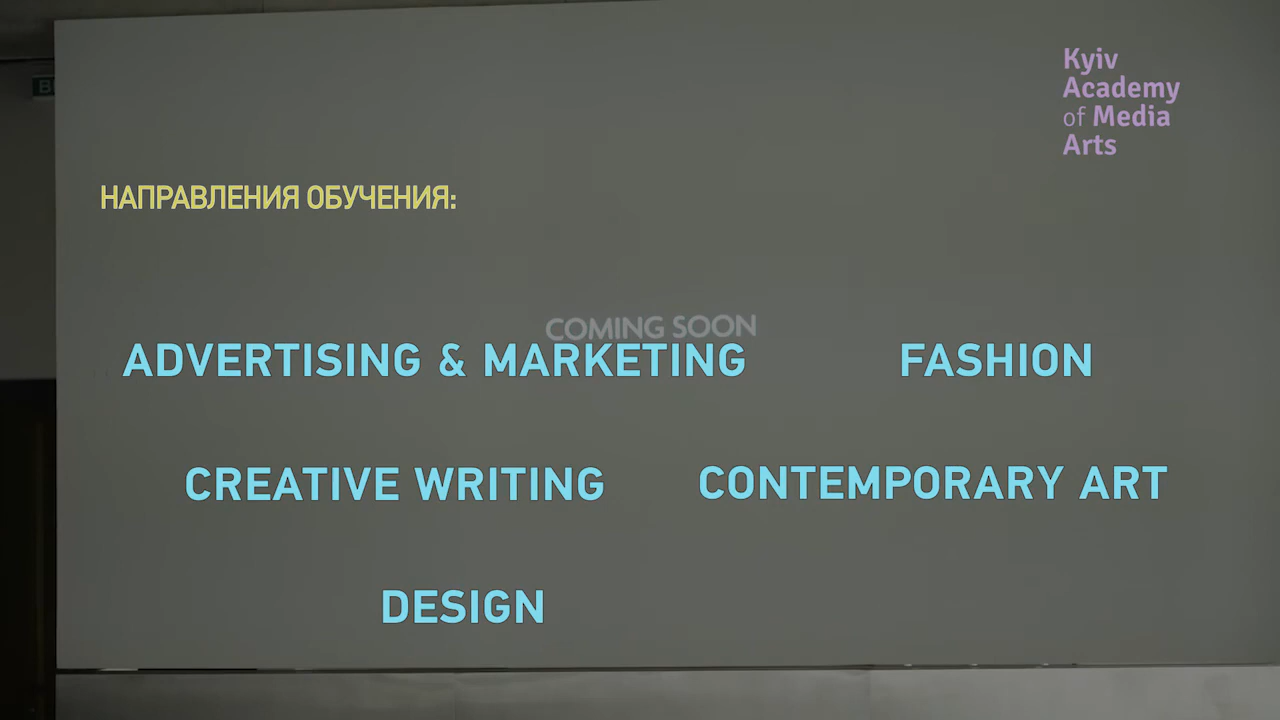 Kyiv
Academy
of Media
Arts
НАПРАВЛЕНИЯ ОБУЧЕНИЯ:
COMING SOON
ADVERTISING & MARKETING
FASHION
CREATIVE WRITING
CONTEMPORARY ART
DESIGN